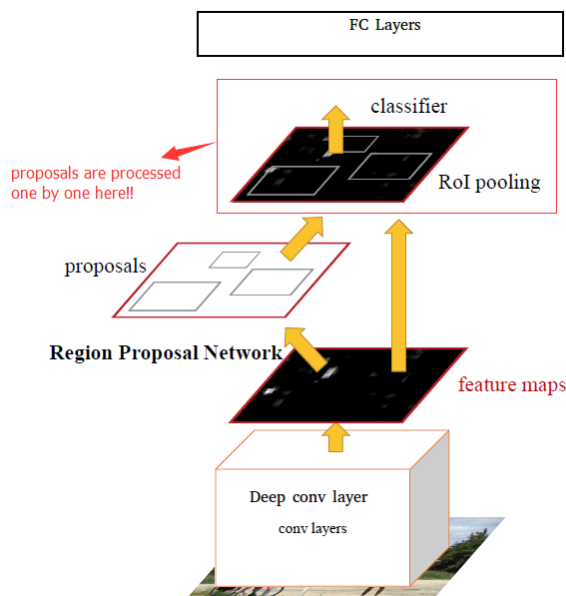 FC Layers
classifier
proposals are processed
one by one here!!
RoI pooling
proposals
Region Proposal Network
feature maps
Deep conv layer
conv layers